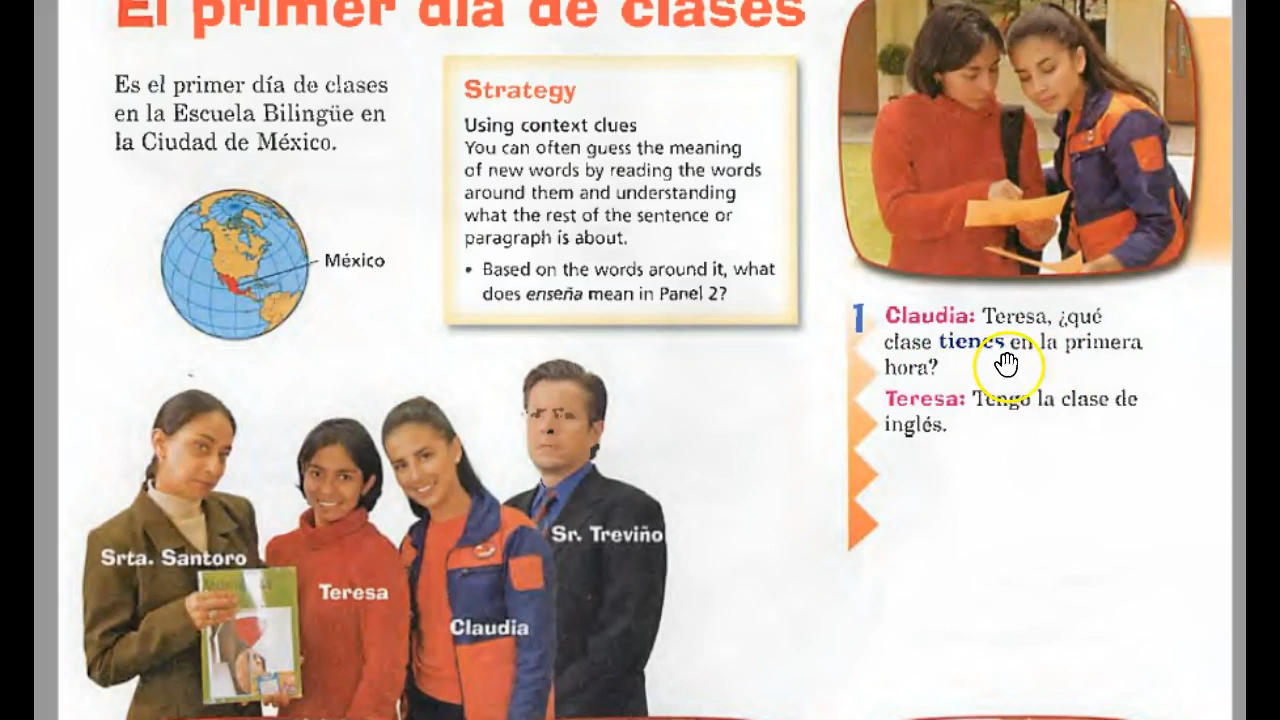 El primer día de clases
Es el primer día de clases
en la Escuela Bilingüe en
la Ciudad de México.
México
Strategy
Using context clues
You can often guess the meaning
of new words by reading the words
around them and understanding
what the rest of the sentence or
paragraph is about.
• Based on the words around it, what
does enseña mean in Panel 2?
1
Claudia: Teresa, ¿qué
clase tienes en la primera
hora?
Teresa: Tengo la clase de
inglés.
Srta. Santoro
Teresa
Claudia
Sr. Treviño